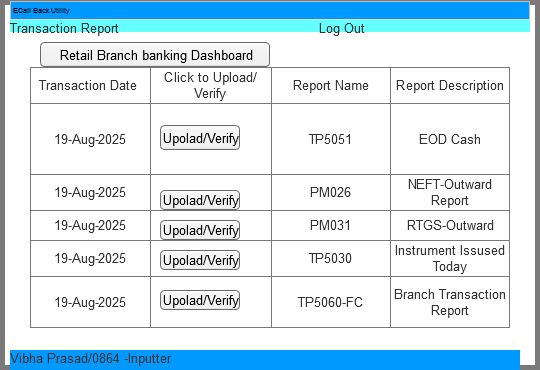 ECall Back Utility
Transaction Report Log Out
Retail Branch banking Dashboard
Transaction Date Click to Upload/ Verify Report Name Report Description
19-Aug-2025 Upolad/Verify TP5051 EOD Cash
19-Aug-2025 Upolad/Verify PM026 NEFT-Outward Report
19-Aug-2025 Upolad/Verify PM031 RTGS-Outward
19-Aug-2025 Upolad/Verify TP5030 Instrument Issused Today
19-Aug-2025 Upolad/Verify TP5060-FC Branch Transaction Report
Vibha Prasad/0864 -Inputter